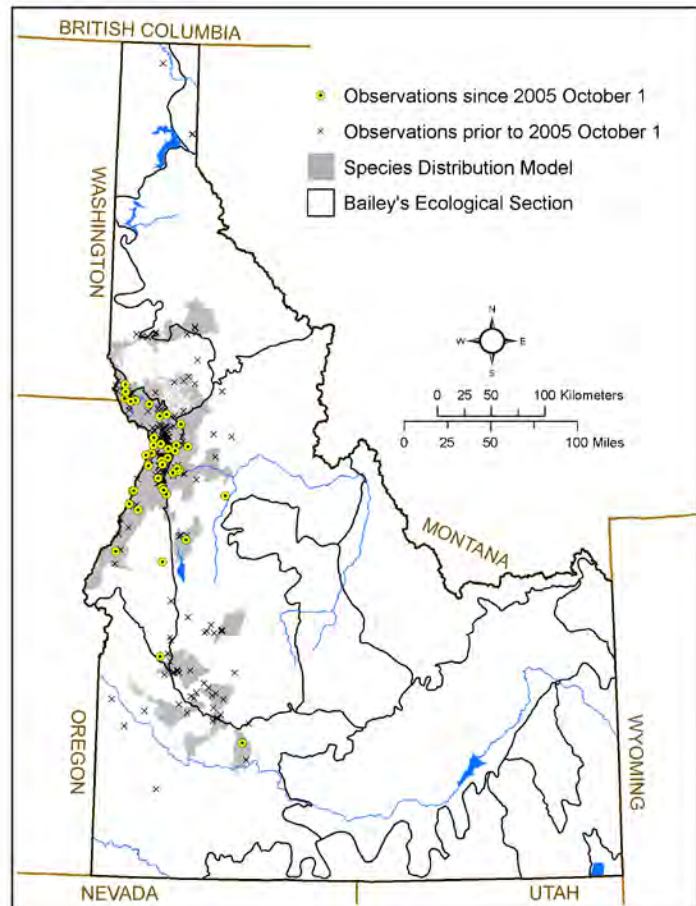 BRITISH COLUMBIA
Observations since 2005 October 1
Observations prior to 2005 October 1
Species Distribution Model
Bailey's Ecological Section
WASHINGTON
N
W E
S
0 25 50 100 Kilometers
0 25 50 100 Miles
MONTANA
OREGON
WYOMING
NEVADA
UTAH